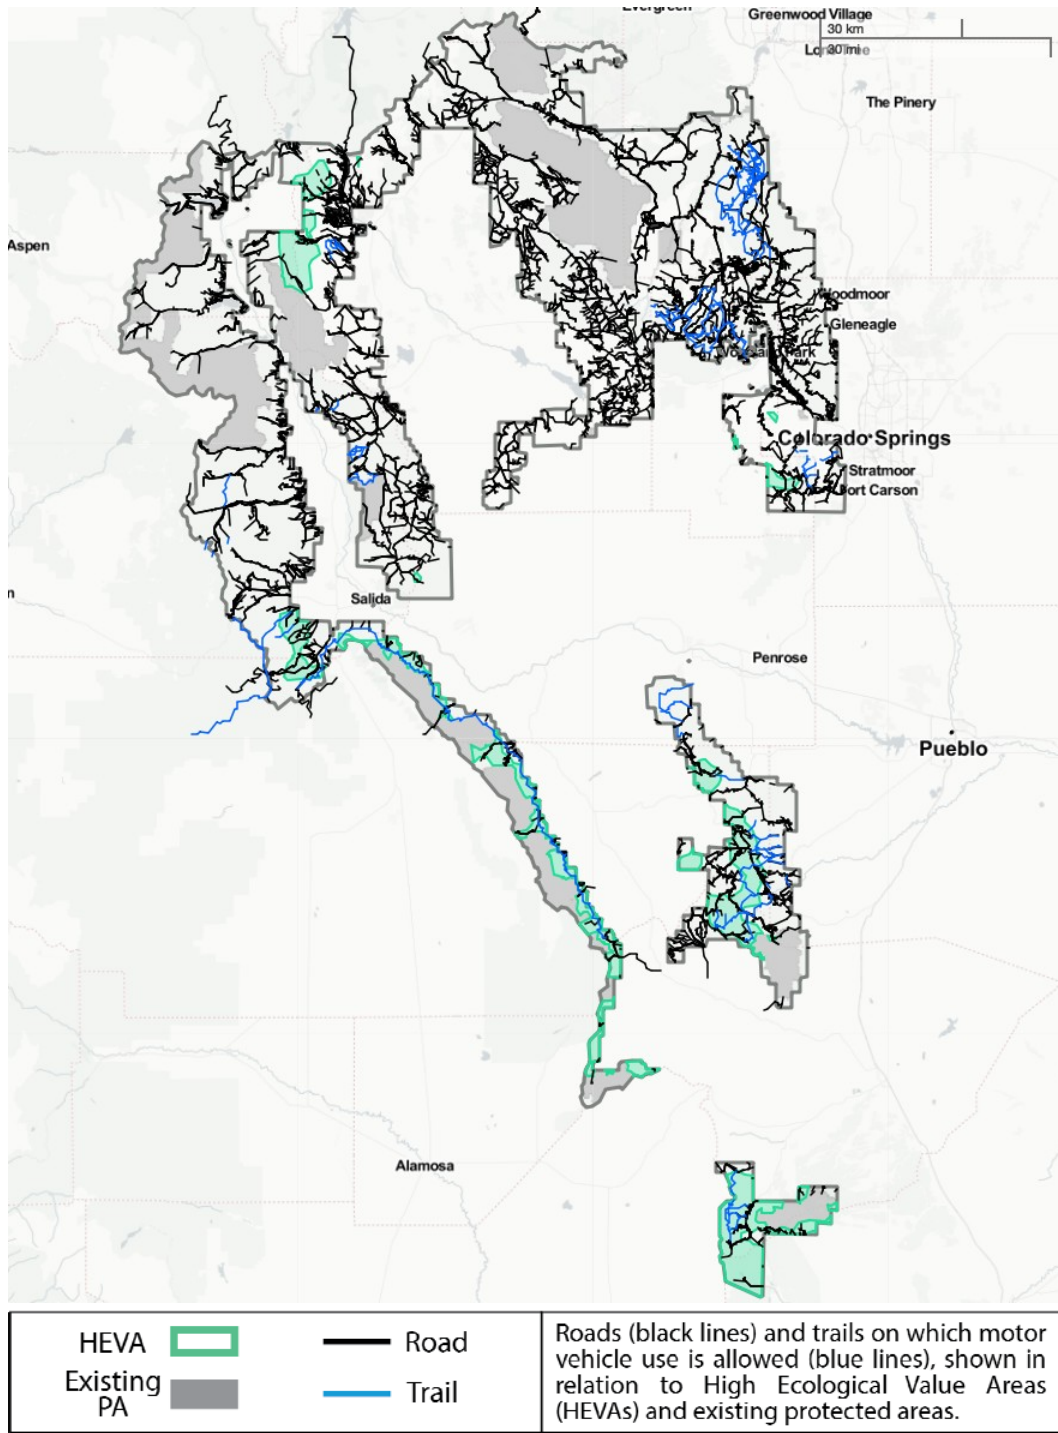 Evergreen
Greenwood Village
30 km
30 mi
The Pinery
Aspen
Woodmoor
Gleneagle
Park
Colorado Springs
Stratmoor
Fort Carson
n
Salida
Penrose
Pueblo
Alamosa
HEVA
Road
Existing
PA
Trail
Roads (black lines) and trails on which motor
vehicle use is allowed (blue lines), shown in
relation to High Ecological Value Areas
(HEVAs) and existing protected areas.